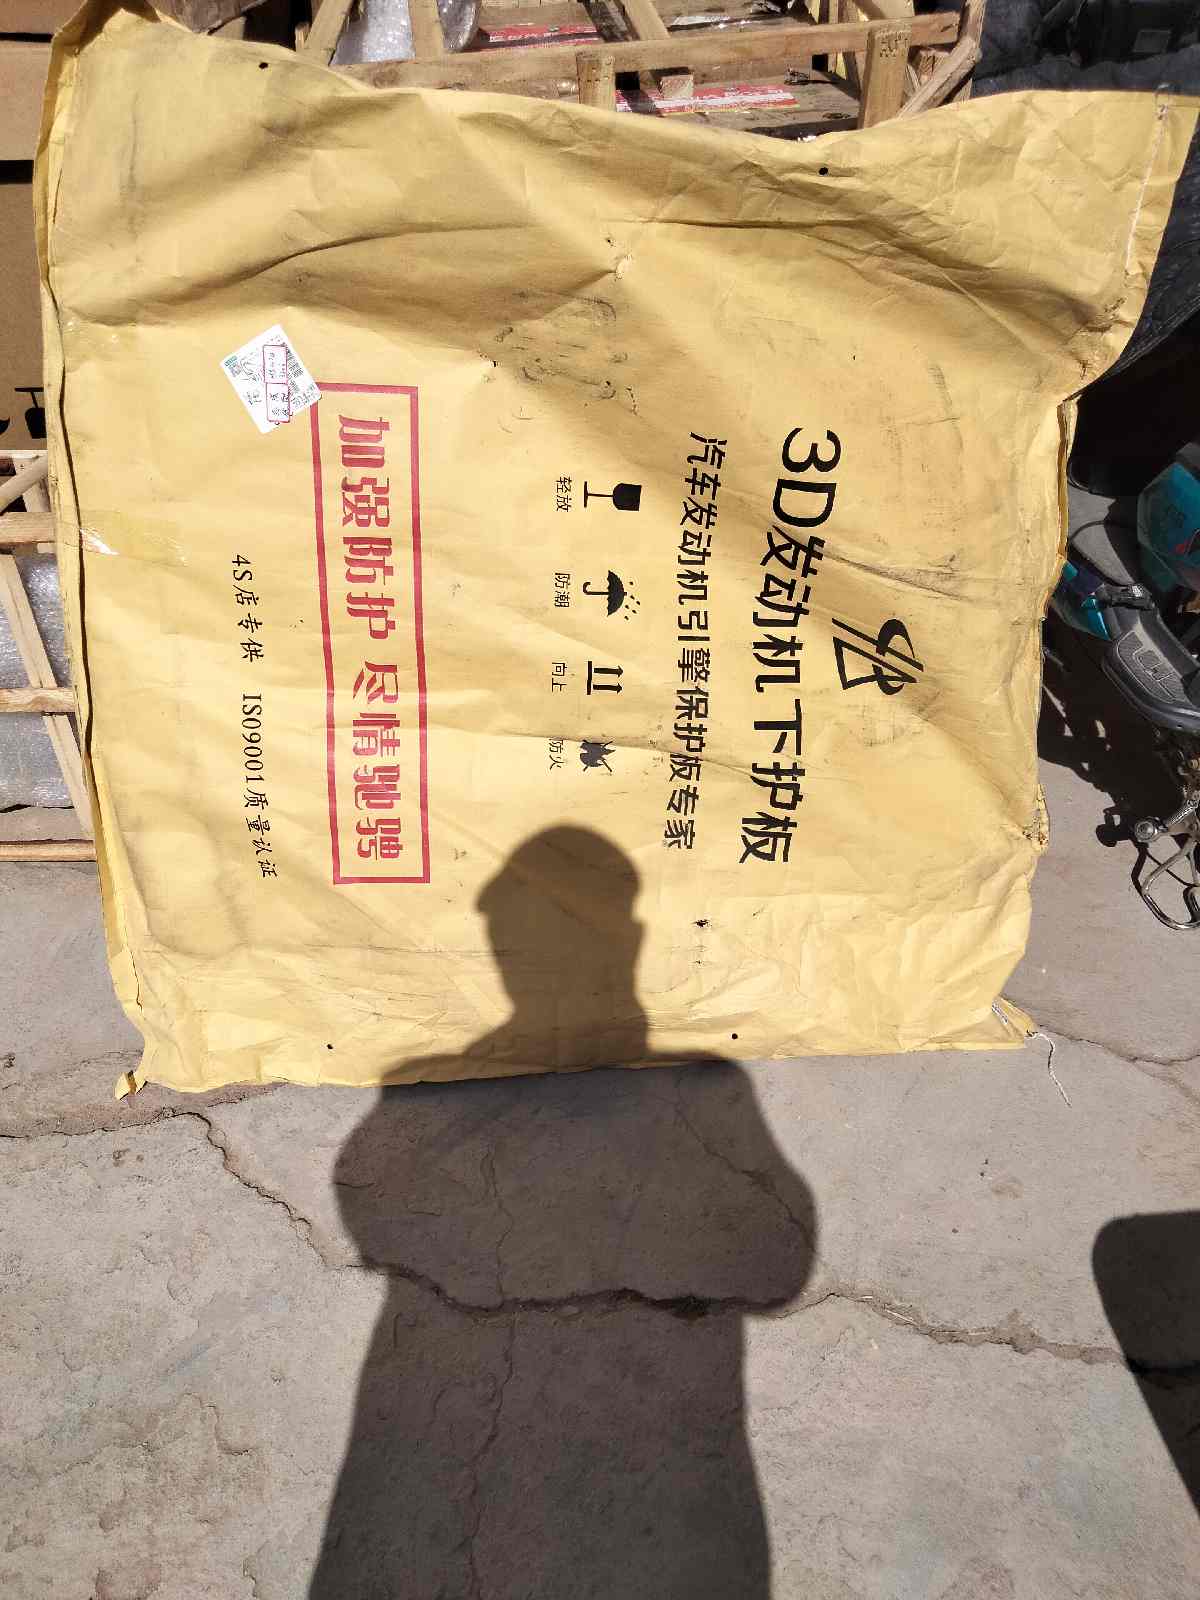 3D发动机下护板
汽车发动机引擎保护板专家
轻放
防潮
向上
防火
加强防护 尽情驰骋
4S店专供 ISO9001质量认证